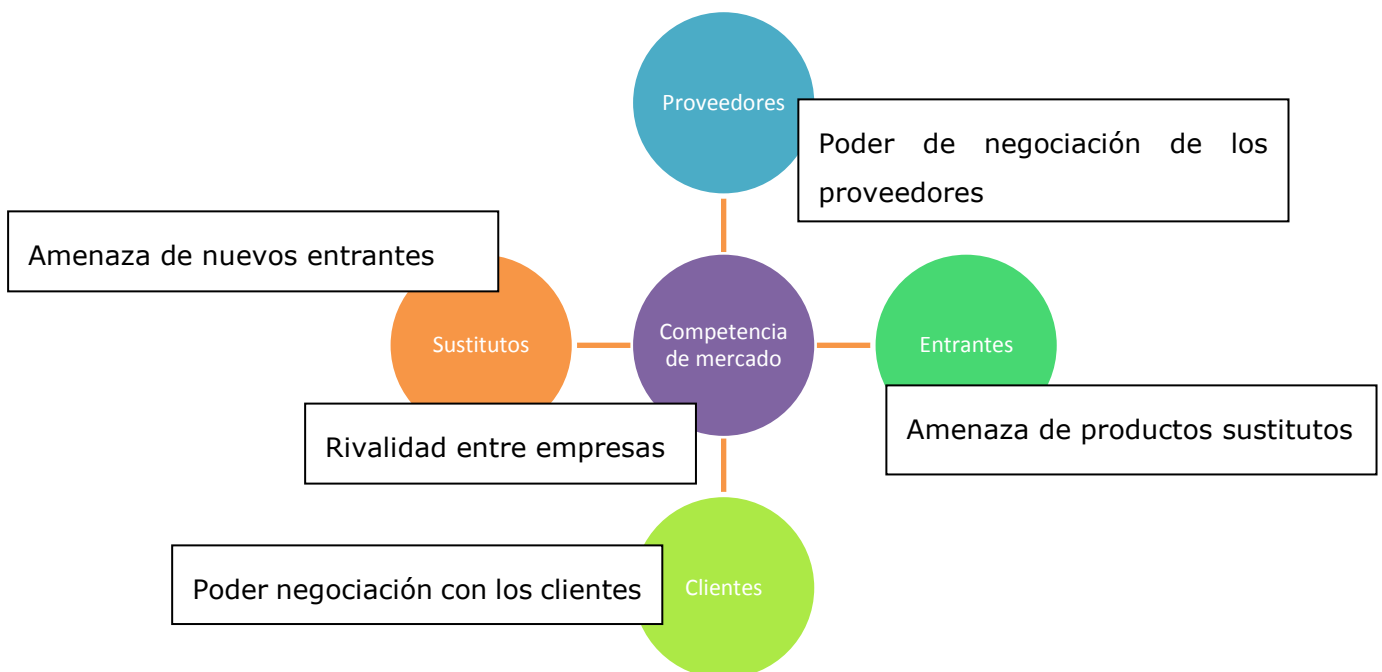 Proveedores
Poder de negociación de los
proveedores
Amenaza de nuevos entrantes
Sustitutos
Competencia
de mercado
Entrantes
Rivalidad entre empresas
Amenaza de productos sustitutos
Poder negociación con los clientes
Clientes